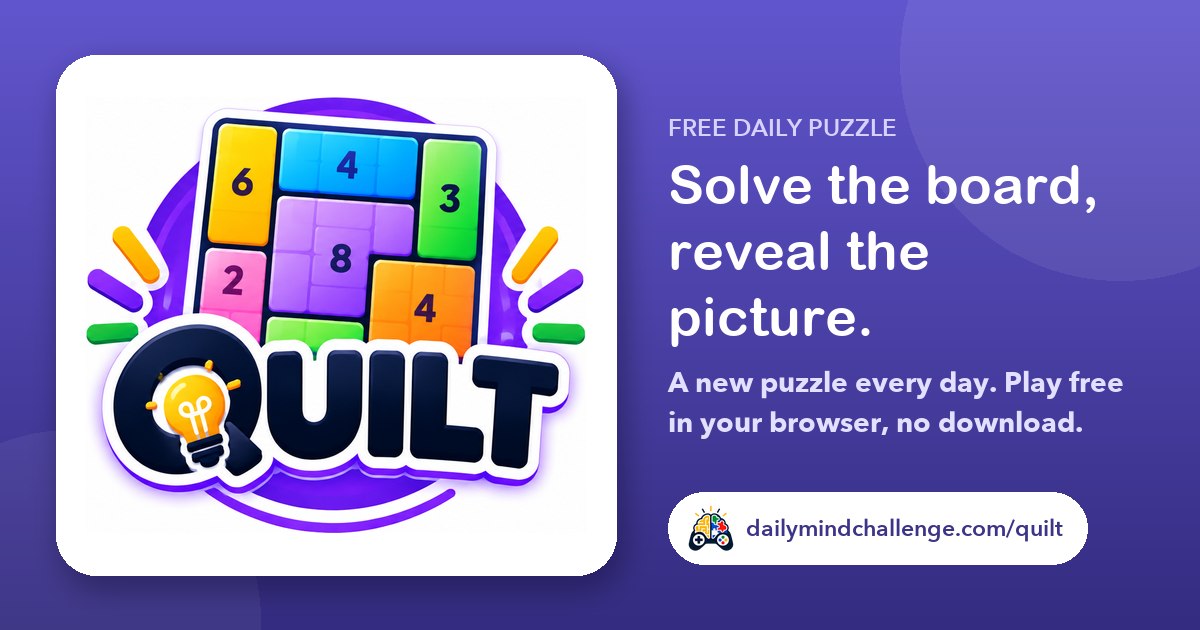 6
4
3
8
2
4
QUILT
FREE DAILY PUZZLE
Solve the board,
reveal the
picture.
A new puzzle every day. Play free
in your browser, no download.
dailymindchallenge.com/quilt